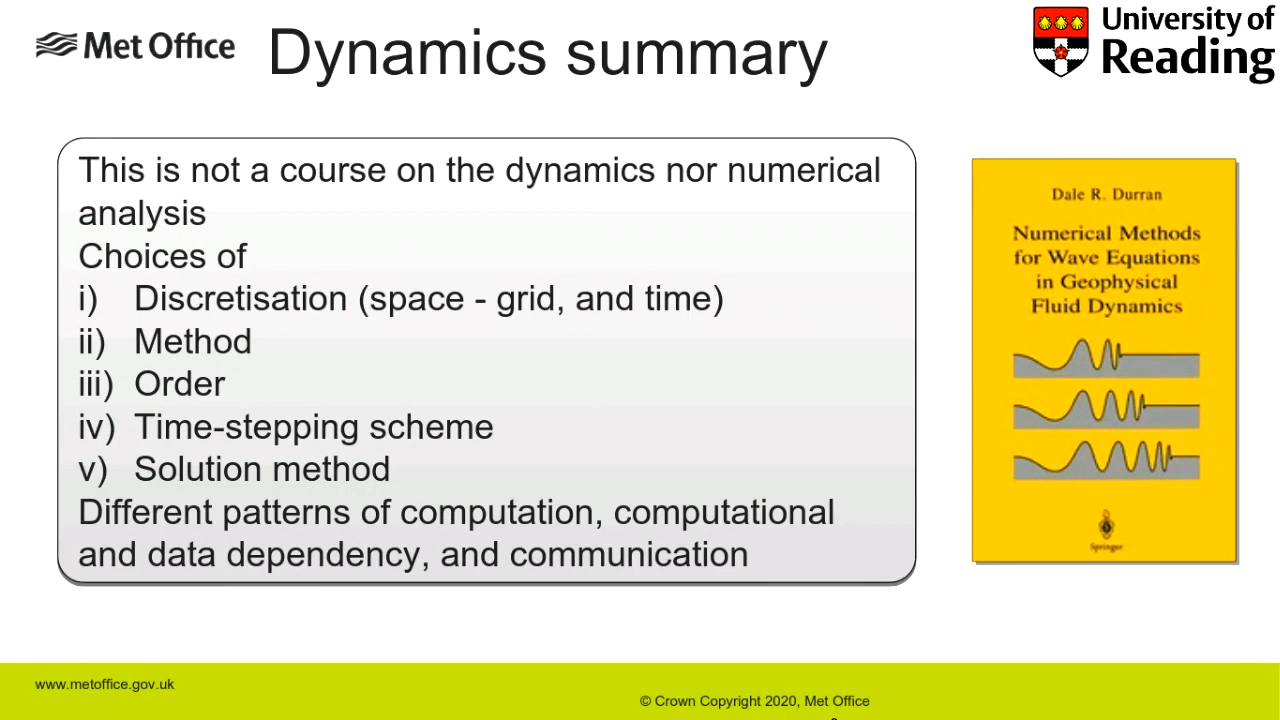 Met Office
Dynamics summary
University of
Reading
This is not a course on the dynamics nor numerical
analysis
Choices of
i) Discretisation (space - grid, and time)
ii) Method
iii) Order
iv) Time-stepping scheme
v) Solution method
Different patterns of computation, computational
and data dependency, and communication
Dale R. Durran
Numerical Methods
for Wave Equations
in Geophysical
Fluid Dynamics
Springer
www.metoffice.gov.uk
© Crown Copyright 2020, Met Office